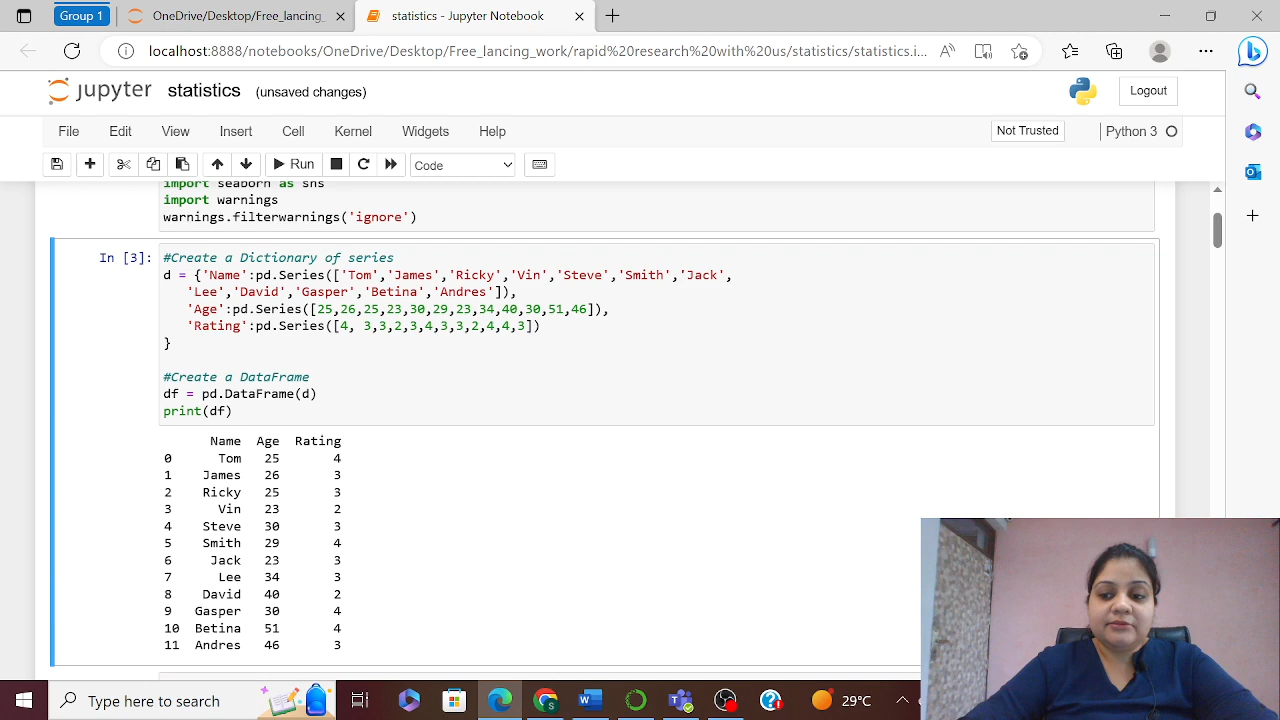 Group 1
OneDrive/Desktop/Free_lancing_
statistics - Jupyter Notebook
localhost:8888/notebooks/OneDrive/Desktop/Free_lancing_work/rapid%20research%20with%20us/statistics/statistics.i...
jupyter statistics (unsaved changes)
Logout
File Edit View Insert Cell Kernel Widgets Help
Not Trusted
Python 3
Run
Code
import seaborn as sns
import warnings
warnings.filterwarnings('ignore')
In [3]:
#Create a Dictionary of series
d = {'Name':pd.Series(['Tom','James','Ricky','Vin','Steve','Smith','Jack',
'Lee','David','Gasper','Betina','Andres']),
'Age':pd.Series([25,26,25,23,30,29,23,34,40,30,51,46]),
'Rating':pd.Series([4, 3,3,2,3,4,3,3,2,4,4,3])
}
#Create a DataFrame
df = pd.DataFrame(d)
print(df)
Name Age Rating
0 Tom 25 4
1 James 26 3
2 Ricky 25 3
3 Vin 23 2
4 Steve 30 3
5 Smith 29 4
6 Jack 23 3
7 Lee 34 3
8 David 40 2
9 Gasper 30 4
10 Betina 51 4
11 Andres 46 3
Type here to search
29°C